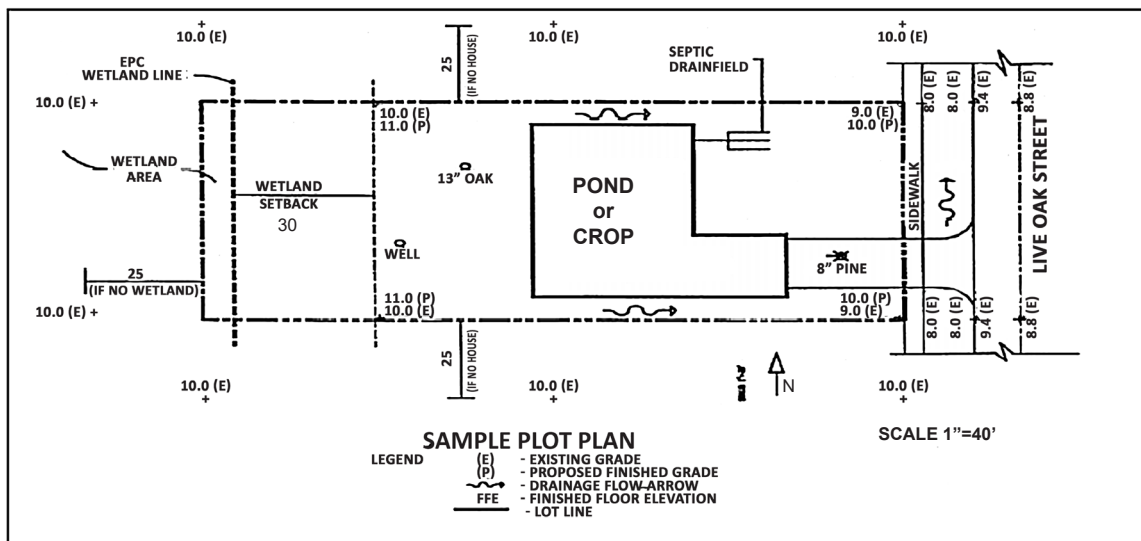 10.0 (E)
10.0 (E)
10.0 (E)
EPC
WETLAND LINE
25
(IF NO HOUSE)
SEPTIC
DRAINFIELD
10.0 (E)
10.0 (E)
11.0 (P)
9.0 (E)
10.0 (P)
8.0 (E)
8.0 (E)
9.4 (E)
8.8 (E)
WETLAND
AREA
WETLAND
SETBACK
30
13" OAK
POND
or
CROP
SIDEWALK
LIVE OAK STREET
WELL
8" PINE
25
(IF NO WETLAND)
10.0 (E)
11.0 (P)
10.0 (E)
10.0 (P)
9.0 (E)
8.0 (E)
8.0 (E)
9.4 (E)
8.8 (E)
25
(IF NO HOUSE)
10.0 (E)
10.0 (E)
N
10.0 (E)
SCALE 1"=40’
SAMPLE PLOT PLAN
LEGEND
(E) - EXISTING GRADE
(P) - PROPOSED FINISHED GRADE
- DRAINAGE FLOW ARROW
FFE - FINISHED FLOOR ELEVATION
- LOT LINE